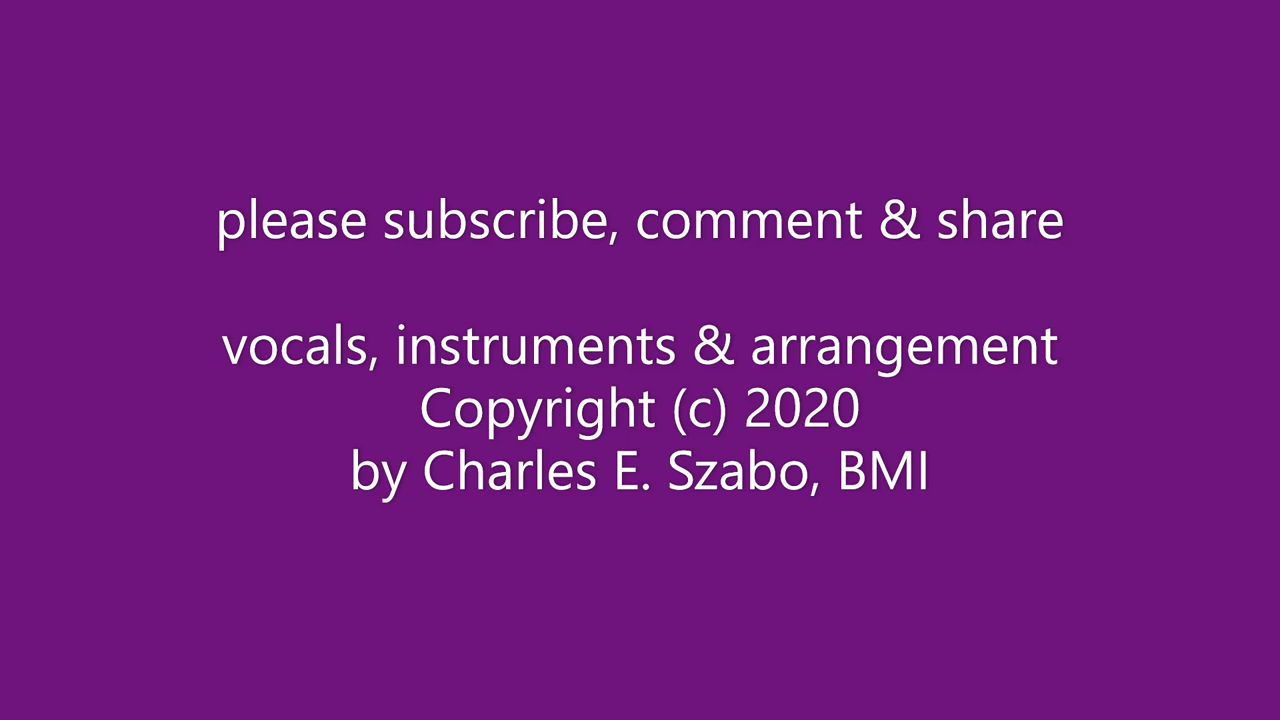 please subscribe, comment & share
vocals, instruments & arrangement
Copyright (c) 2020
by Charles E. Szabo, BMI